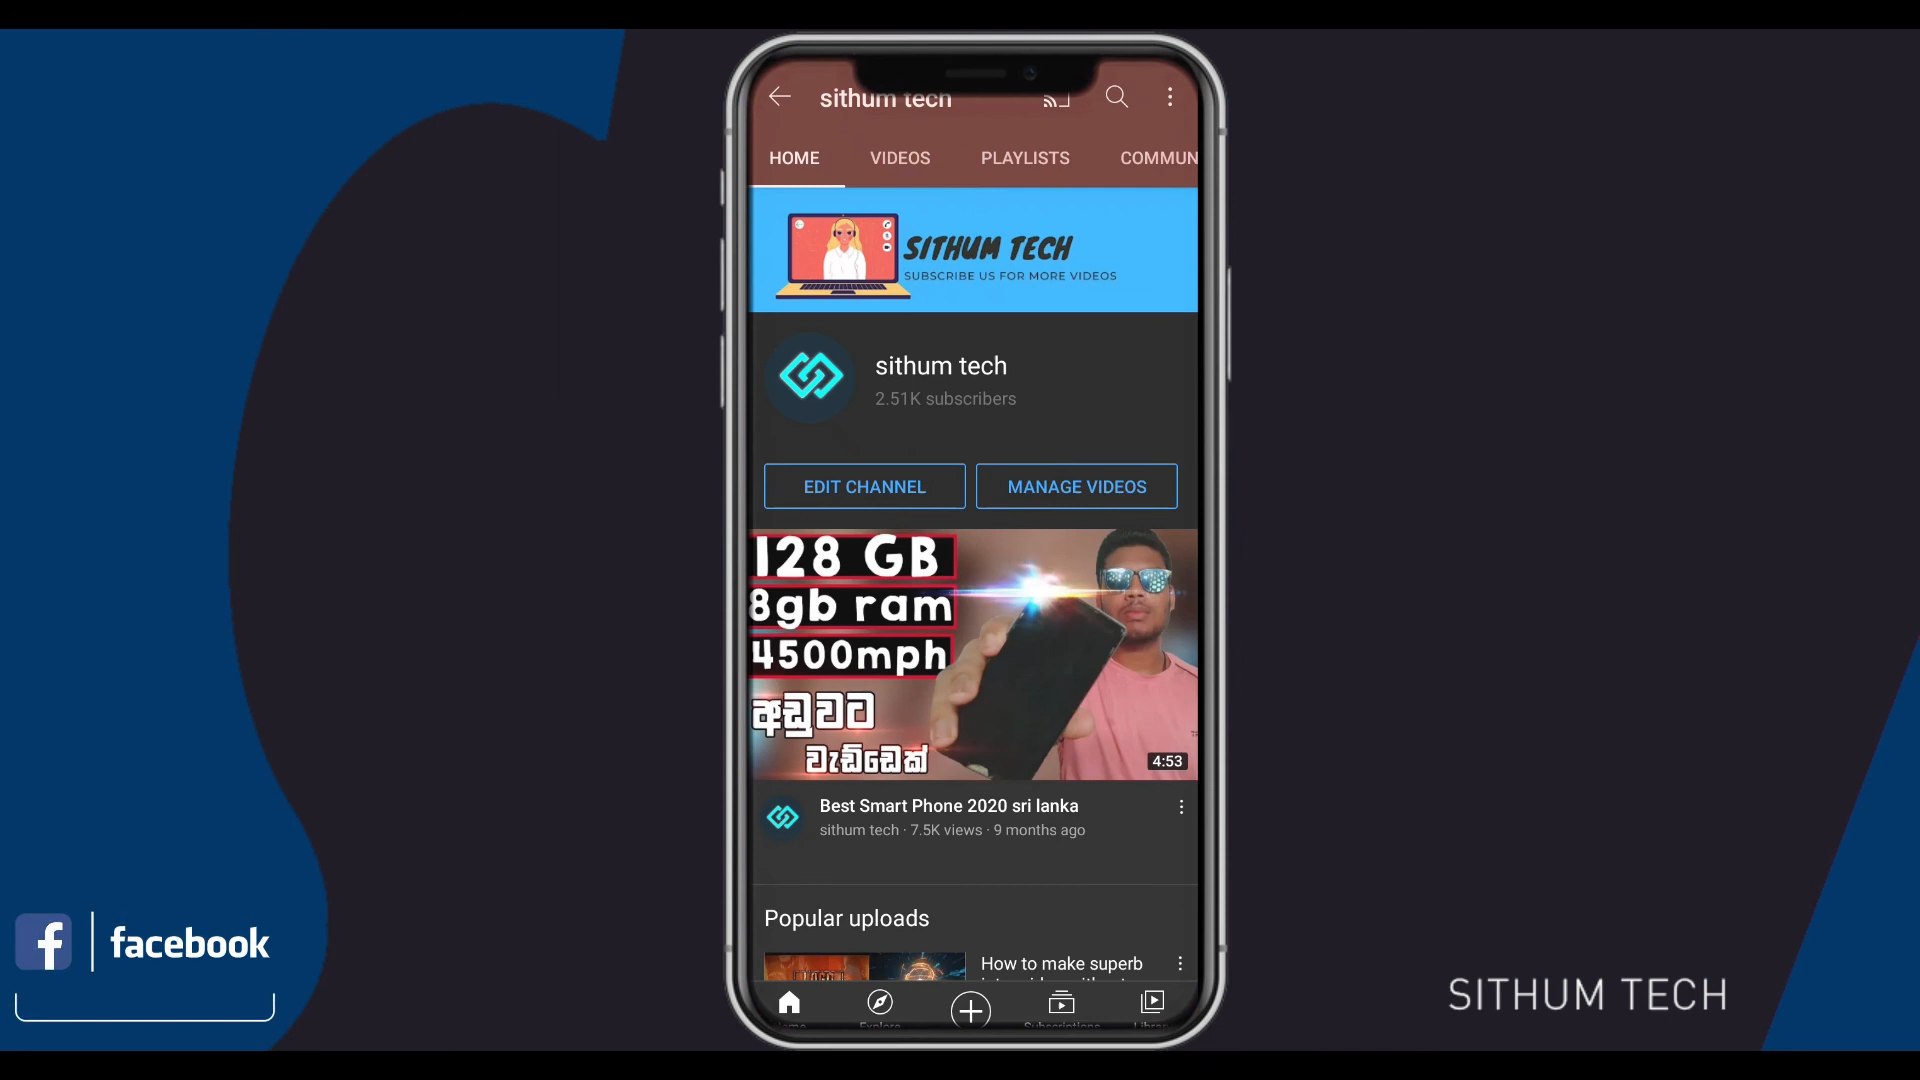 sithum tech
HOME VIDEOS PLAYLISTS COMMUN
SITHUM TECH
SUBSCRIBE US FOR MORE VIDEOS
sithum tech
2.51K subscribers
EDIT CHANNEL MANAGE VIDEOS
128 GB
8gb ram
4500mph
අඩුවට
වැඩ්ඩෙක්
4:53
Best Smart Phone 2020 sri lanka
sithum tech · 7.5K views · 9 months ago
Popular uploads
How to make superb
facebook
SITHUM TECH